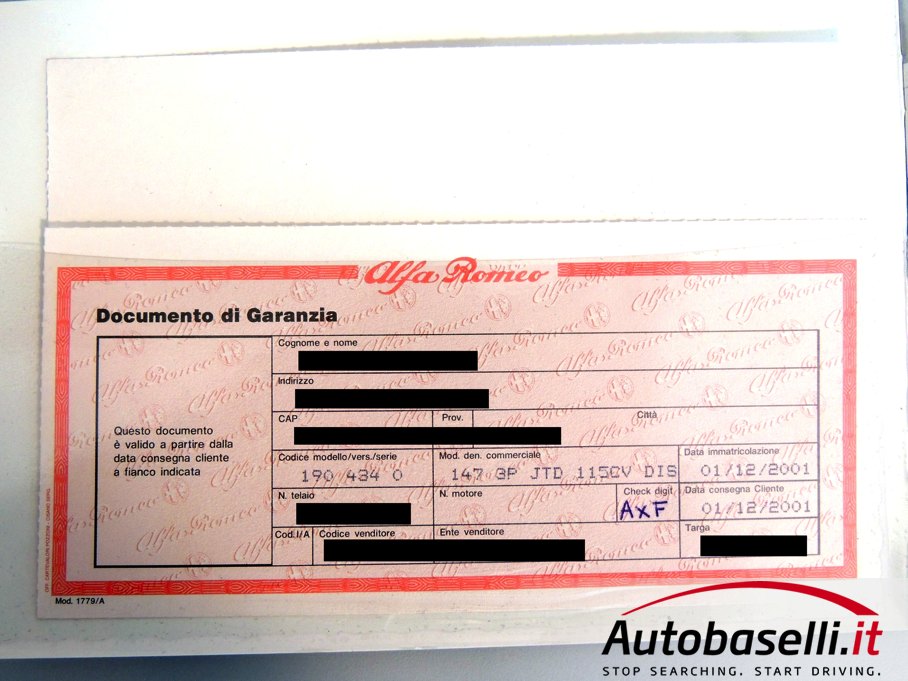 Alfa Romeo
Documento di Garanzia
Cognome e nome
Indirizzo
CAP Prov. Città
Questo documento
è valido a partire dalla
data consegna cliente
a fianco indicata
Codice modello/vers./serie Mod. den. commerciale Data immatricolazione
190 434 0 147 3P JTD 115CV DIS 01/12/2001
N. telaio N. motore Check digit Data consegna Cliente
AxF 01/12/2001
Cod.I/A Codice venditore Ente venditore Targa
Mod. 1779/A
Autobaselli.it
STOP SEARCHING. START DRIVING.